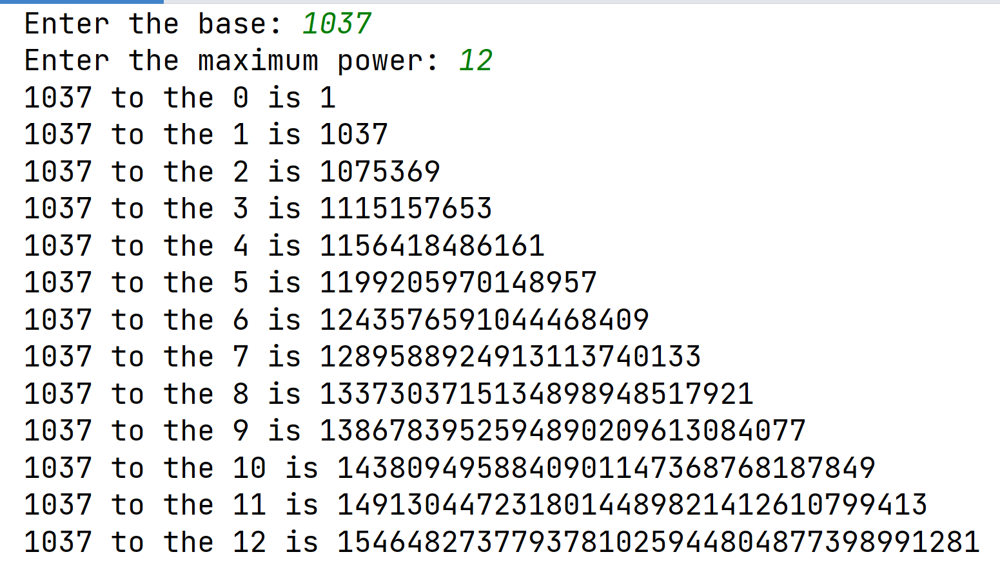 Enter the base: 1037
Enter the maximum power: 12
1037 to the 0 is 1
1037 to the 1 is 1037
1037 to the 2 is 1075369
1037 to the 3 is 1115157653
1037 to the 4 is 1156418486161
1037 to the 5 is 1199205970148957
1037 to the 6 is 1243576591044468409
1037 to the 7 is 1289588924913113740133
1037 to the 8 is 1337303715134898948517921
1037 to the 9 is 1386783952594890209613084077
1037 to the 10 is 1438094958840901147368768187849
1037 to the 11 is 1491304472318014489821412610799413
1037 to the 12 is 1546482737793781025944804877398991281